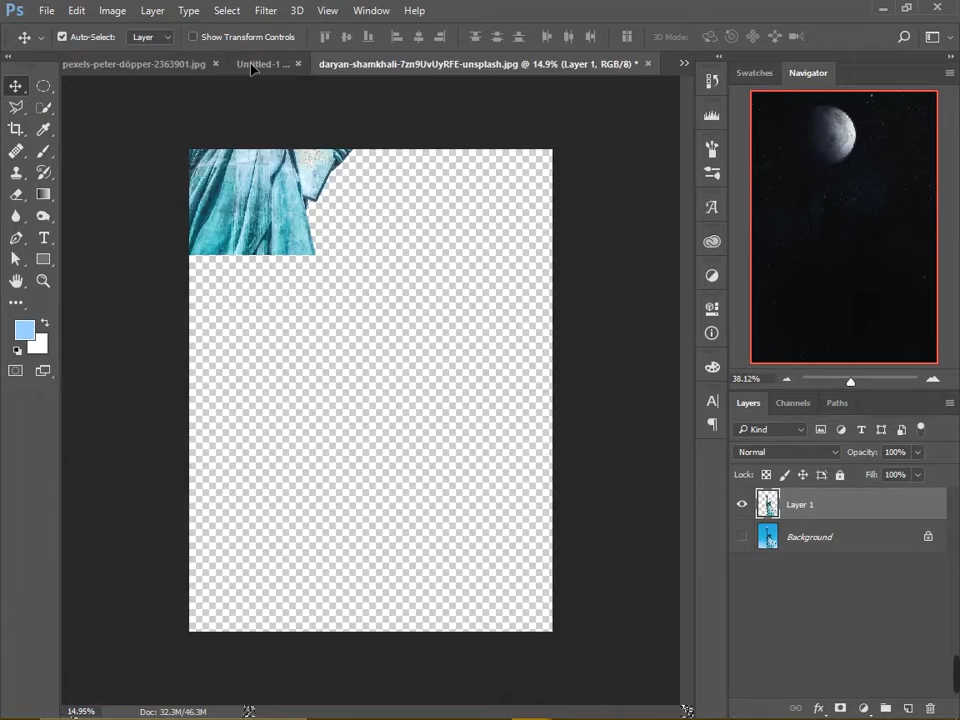 Ps File Edit Image Layer Type Select Filter 3D View Window Help
Auto-Select: Layer Show Transform Controls 3D Mode:
pexels-peter-döpper-2363901.jpg × Untitled-1 ... × daryan-shamkhali-7zn9UvUyRFE-unsplash.jpg @ 14.9% (Layer 1, RGB/8) * ×
Swatches Navigator
38.12%
Layers Channels Paths
Kind
Normal Opacity: 100%
Lock: Fill: 100%
Layer 1
Background
14.95% Doc: 32.3M/46.3M